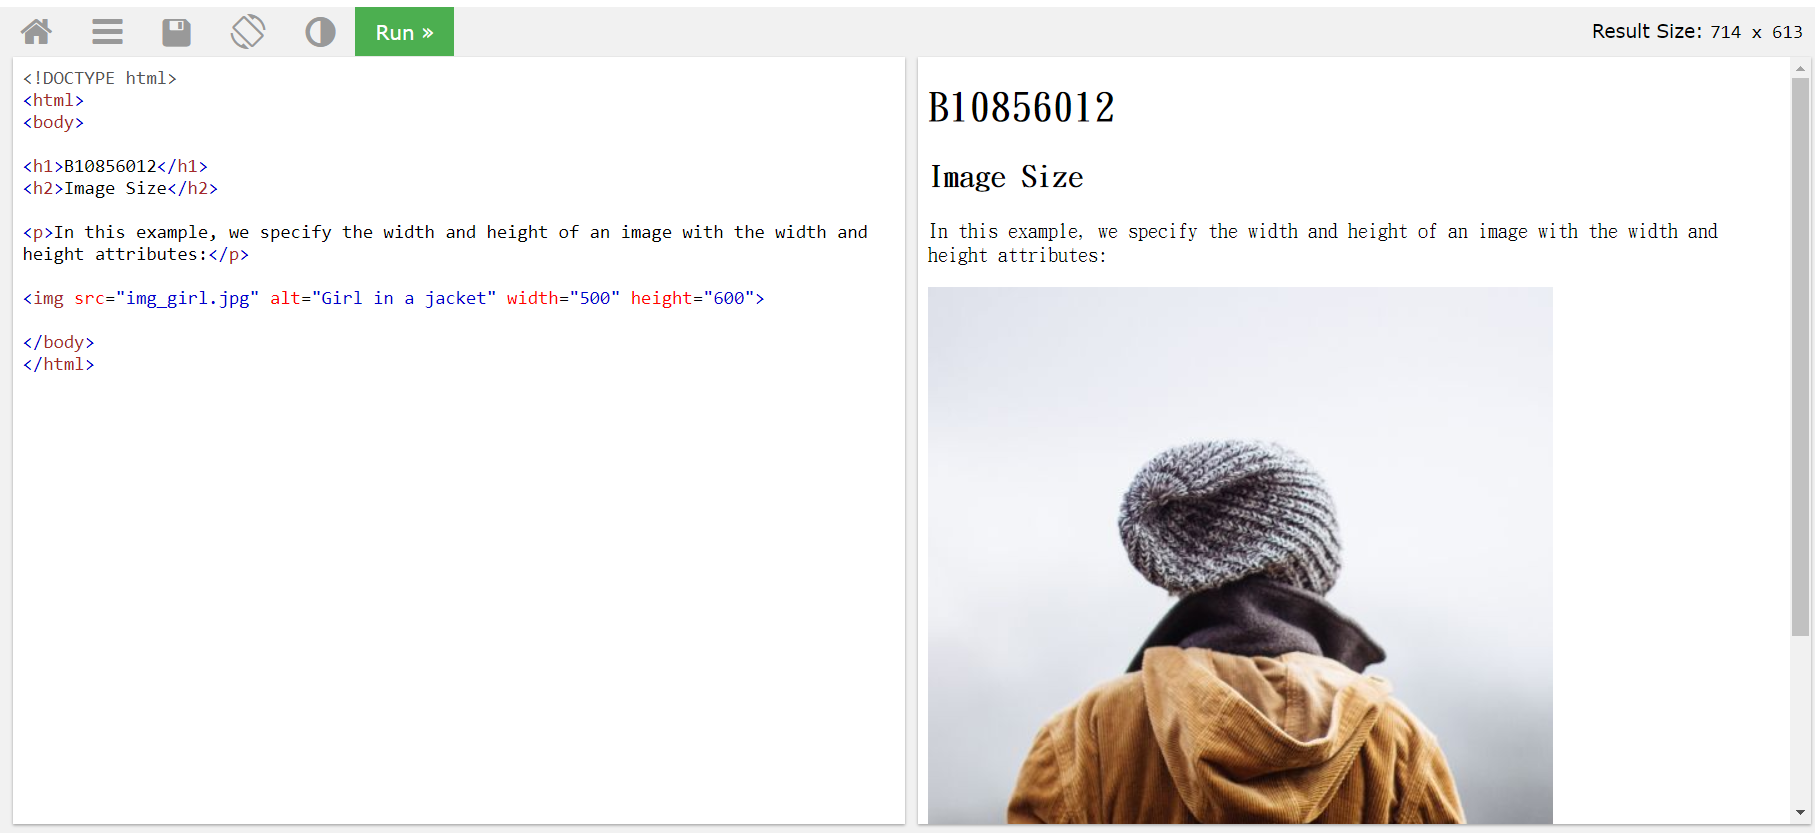 Run »
Result Size: 714 x 613
<!DOCTYPE html>
<html>
<body>
<h1>B10856012</h1>
<h2>Image Size</h2>
<p>In this example, we specify the width and height of an image with the width and
height attributes:</p>
<img src="img_girl.jpg" alt="Girl in a jacket" width="500" height="600">
</body>
</html>
B10856012
Image Size
In this example, we specify the width and height of an image with the width and
height attributes: